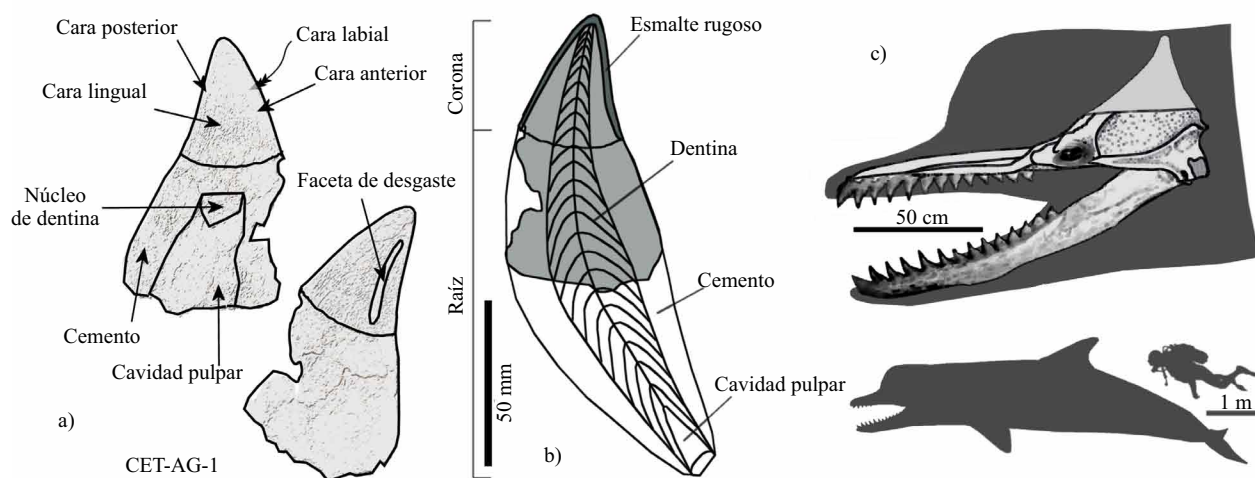 Cara posterior
Cara labial
Cara anterior
Cara lingual
Núcleo
de dentina
Faceta de desgaste
Cemento
Cavidad pulpar
a)
CET-AG-1
Corona
Raíz
50 mm
Esmalte rugoso
Dentina
Cemento
Cavidad pulpar
b)
c)
50 cm
1 m